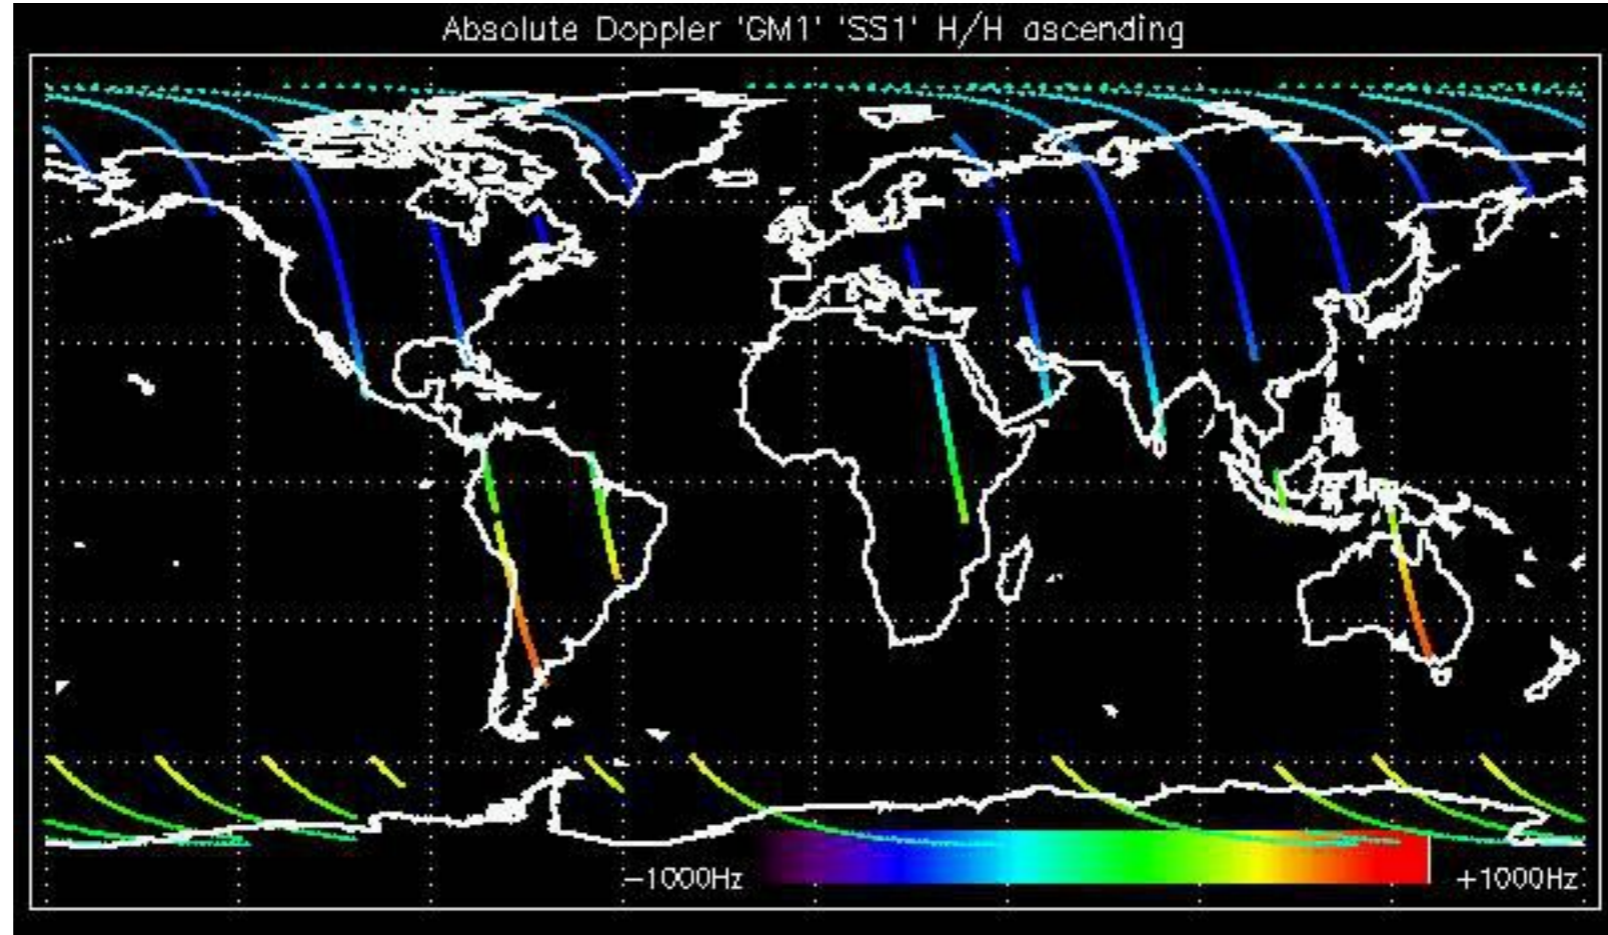 Absolute Doppler 'GM1' 'SS1' H/H ascending
−1000Hz
+1000Hz